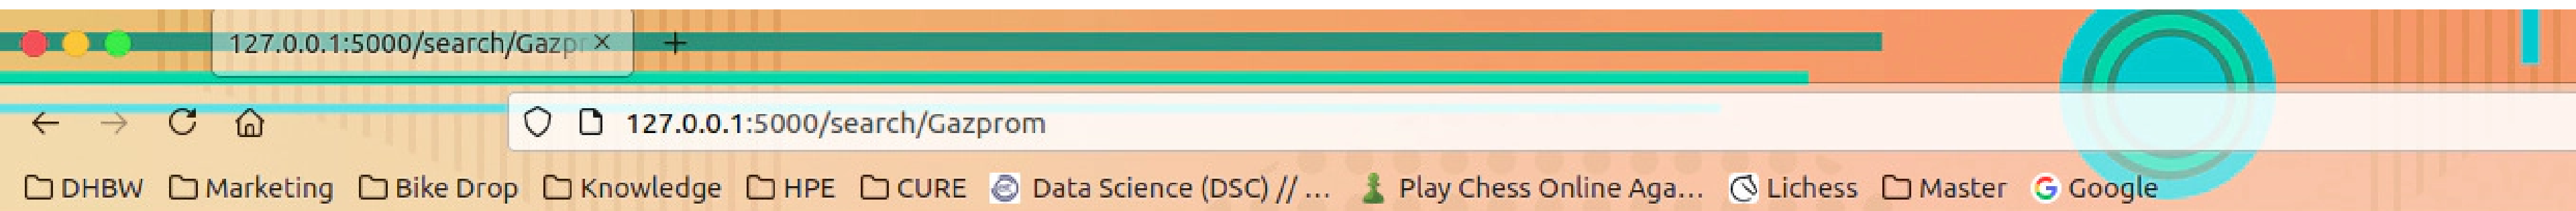 127.0.0.1:5000/search/Gazpr
127.0.0.1:5000/search/Gazprom
DHBW Marketing Bike Drop Knowledge HPE CURE Data Science (DSC) // ... Play Chess Online Aga... Lichess Master Google